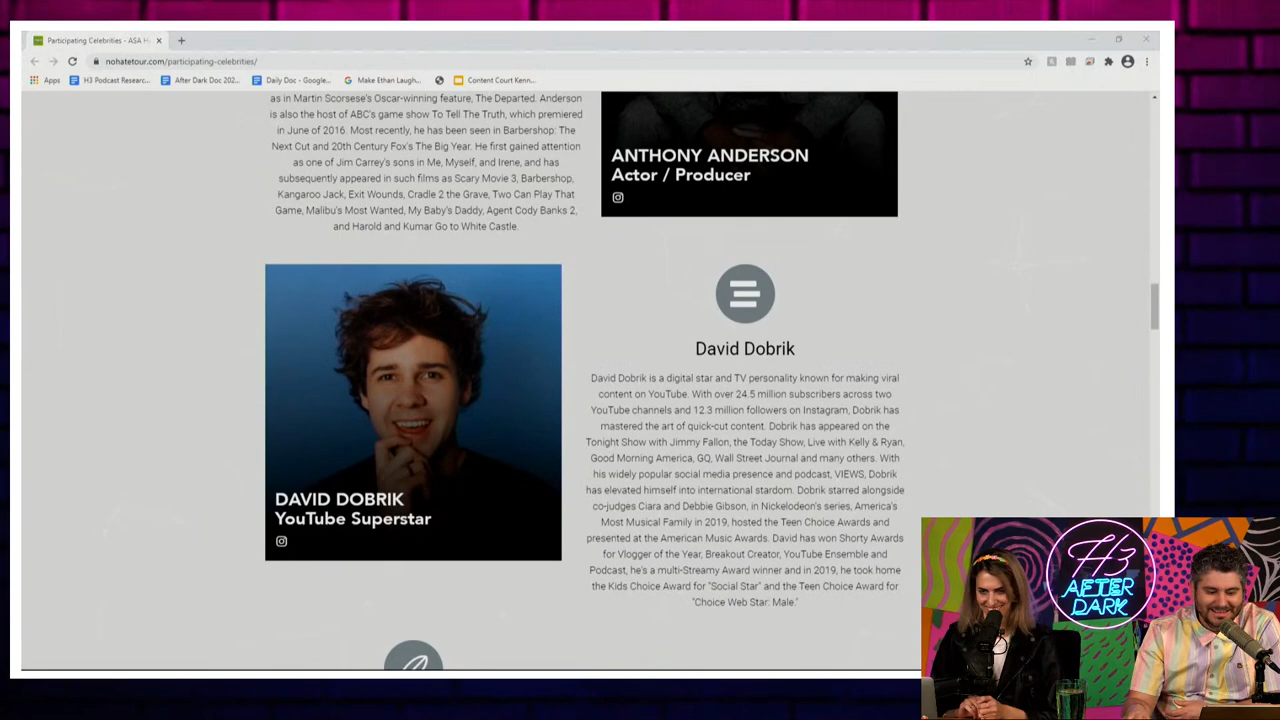 Participating Celebrities - ASA H
nohatetour.com/participating-celebrities/
Apps
H3 Podcast Researc...
After Dark Doc 202...
Daily Doc - Google...
Make Ethan Laugh...
Content Court Kenn...
as in Martin Scorsese's Oscar-winning feature, The Departed. Anderson
is also the host of ABC's game show To Tell The Truth, which premiered
in June of 2016. Most recently, he has been seen in Barbershop: The
Next Cut and 20th Century Fox's The Big Year. He first gained attention
as one of Jim Carrey's sons in Me, Myself, and Irene, and has
subsequently appeared in such films as Scary Movie 3, Barbershop,
Kangaroo Jack, Exit Wounds, Cradle 2 the Grave, Two Can Play That
Game, Malibu's Most Wanted, My Baby's Daddy, Agent Cody Banks 2,
and Harold and Kumar Go to White Castle.
ANTHONY ANDERSON
Actor / Producer
DAVID DOBRIK
YouTube Superstar
David Dobrik
David Dobrik is a digital star and TV personality known for making viral
content on YouTube. With over 24.5 million subscribers across two
YouTube channels and 12.3 million followers on Instagram, Dobrik has
mastered the art of quick-cut content. Dobrik has appeared on the
Tonight Show with Jimmy Fallon, the Today Show, Live with Kelly & Ryan,
Good Morning America, GQ, Wall Street Journal and many others. With
his widely popular social media presence and podcast, VIEWS, Dobrik
has elevated himself into international stardom. Dobrik starred alongside
co-judges Ciara and Debbie Gibson, in Nickelodeon's series, America's
Most Musical Family in 2019, hosted the Teen Choice Awards and
presented at the American Music Awards. David has won Shorty Awards
for Vlogger of the Year, Breakout Creator, YouTube Ensemble and
Podcast, he's a multi-Streamy Award winner and in 2019, he took home
the Kids Choice Award for "Social Star" and the Teen Choice Award for
"Choice Web Star: Male."
H3
AFTER
DARK